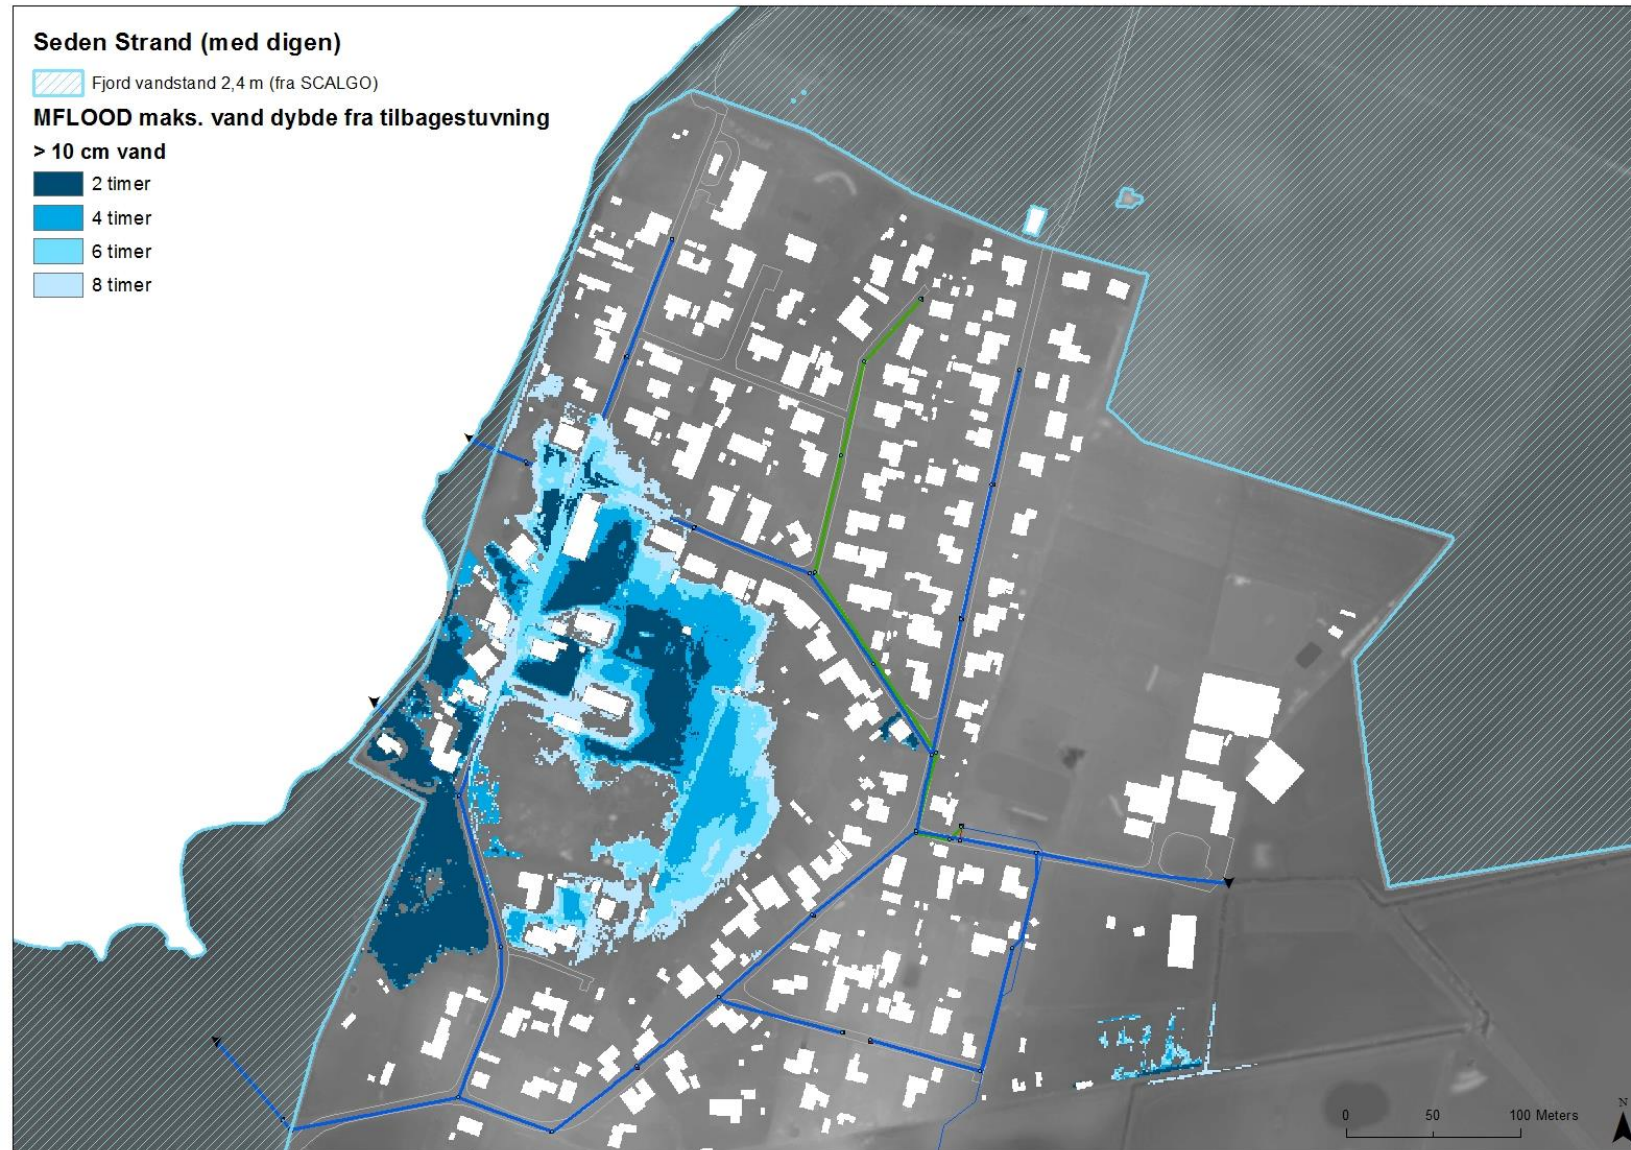 Seden Strand (med digen)
Fjord vandstand 2,4 m (fra SCALGO)
MFLOOD maks. vand dybde fra tilbagestuvning
> 10 cm vand
2 timer
4 timer
6 timer
8 timer
0 50 100 Meters
N